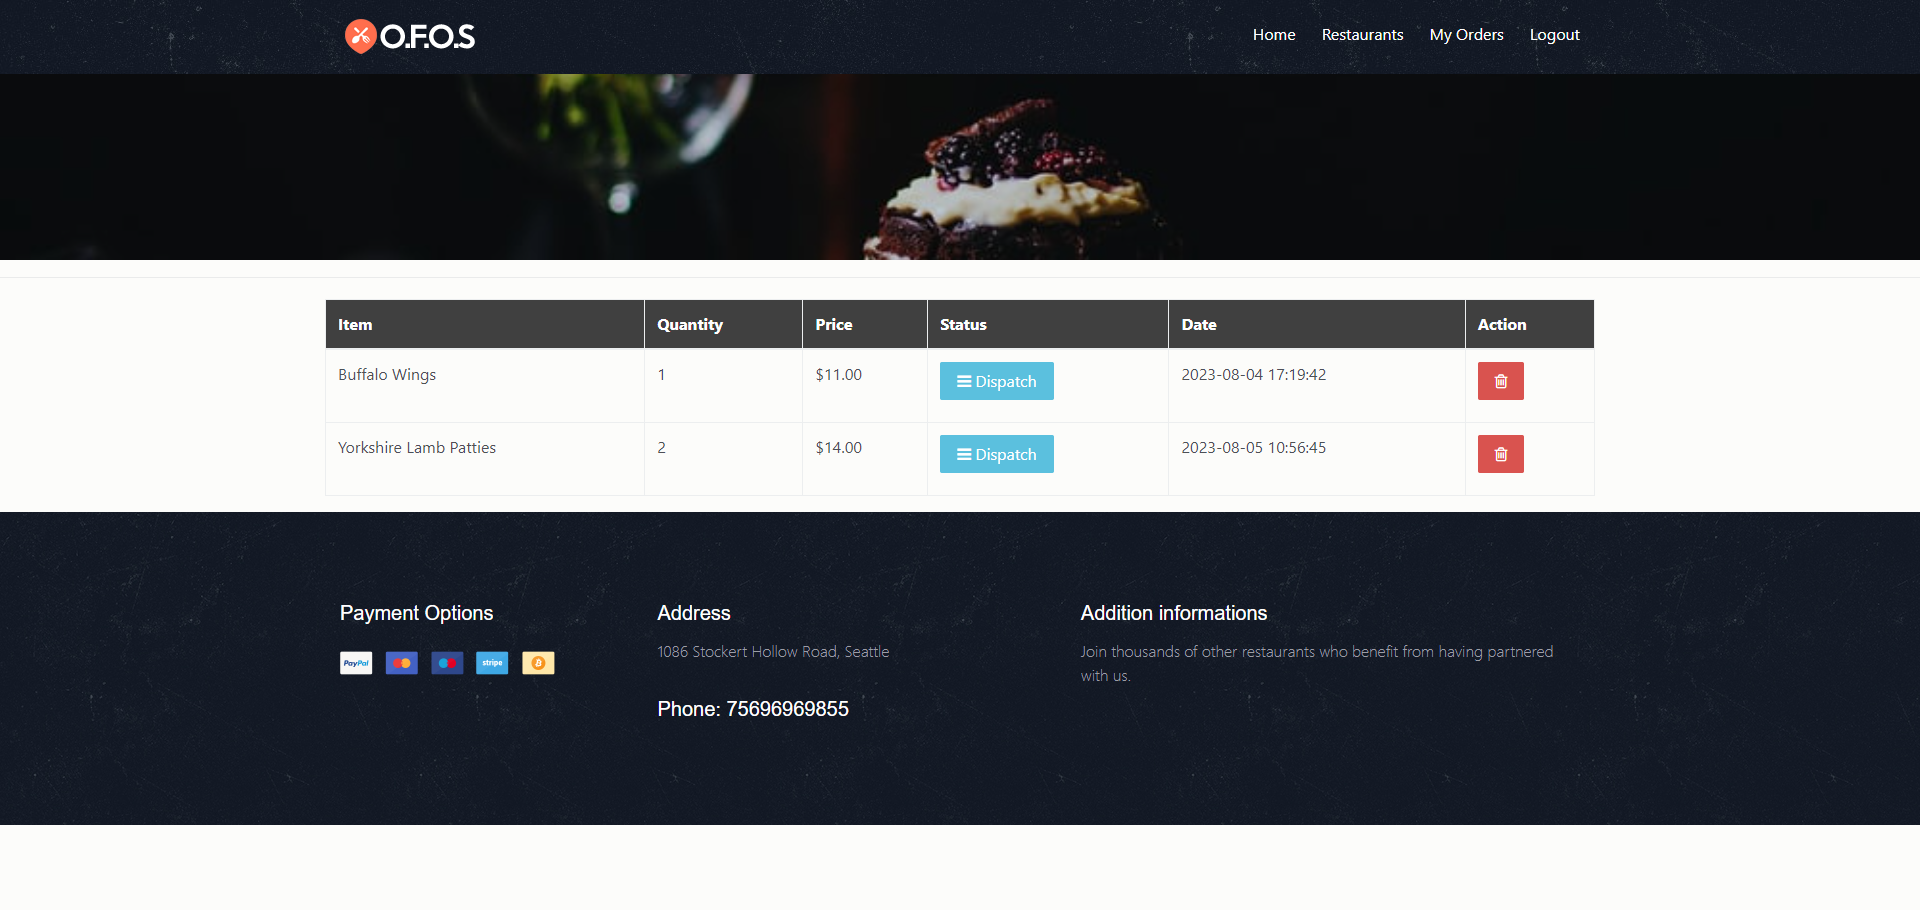 O.F.O.S
Home Restaurants My Orders Logout
Item Quantity Price Status Date Action
Buffalo Wings 1 $11.00 Dispatch 2023-08-04 17:19:42
Yorkshire Lamb Patties 2 $14.00 Dispatch 2023-08-05 10:56:45
Payment Options Address Addition informations
PayPal stripe 1086 Stockert Hollow Road, Seattle Join thousands of other restaurants who benefit from having partnered
with us.
Phone: 75696969855